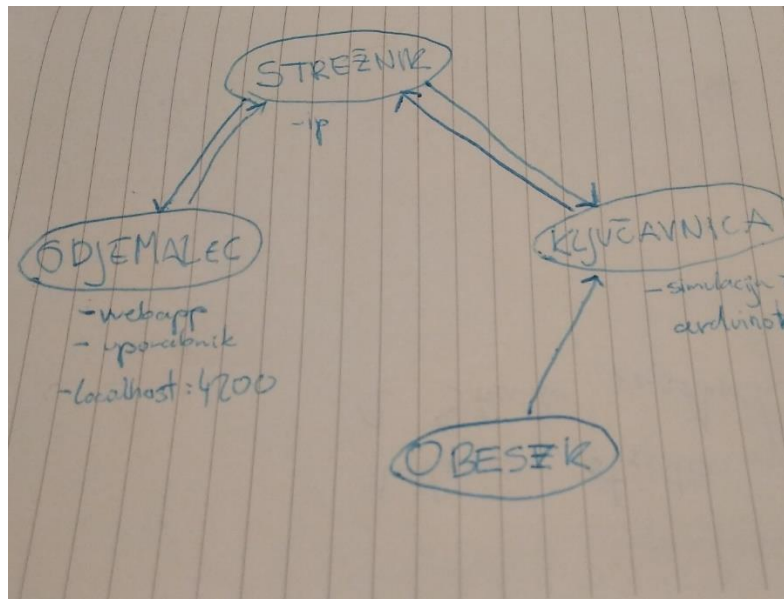 STREŽNIK
-ip
ODJEMALEC
-webapp
- uporabnik
-localhost:4200
KLJUČAVNICA
-simulacija
OBESEK